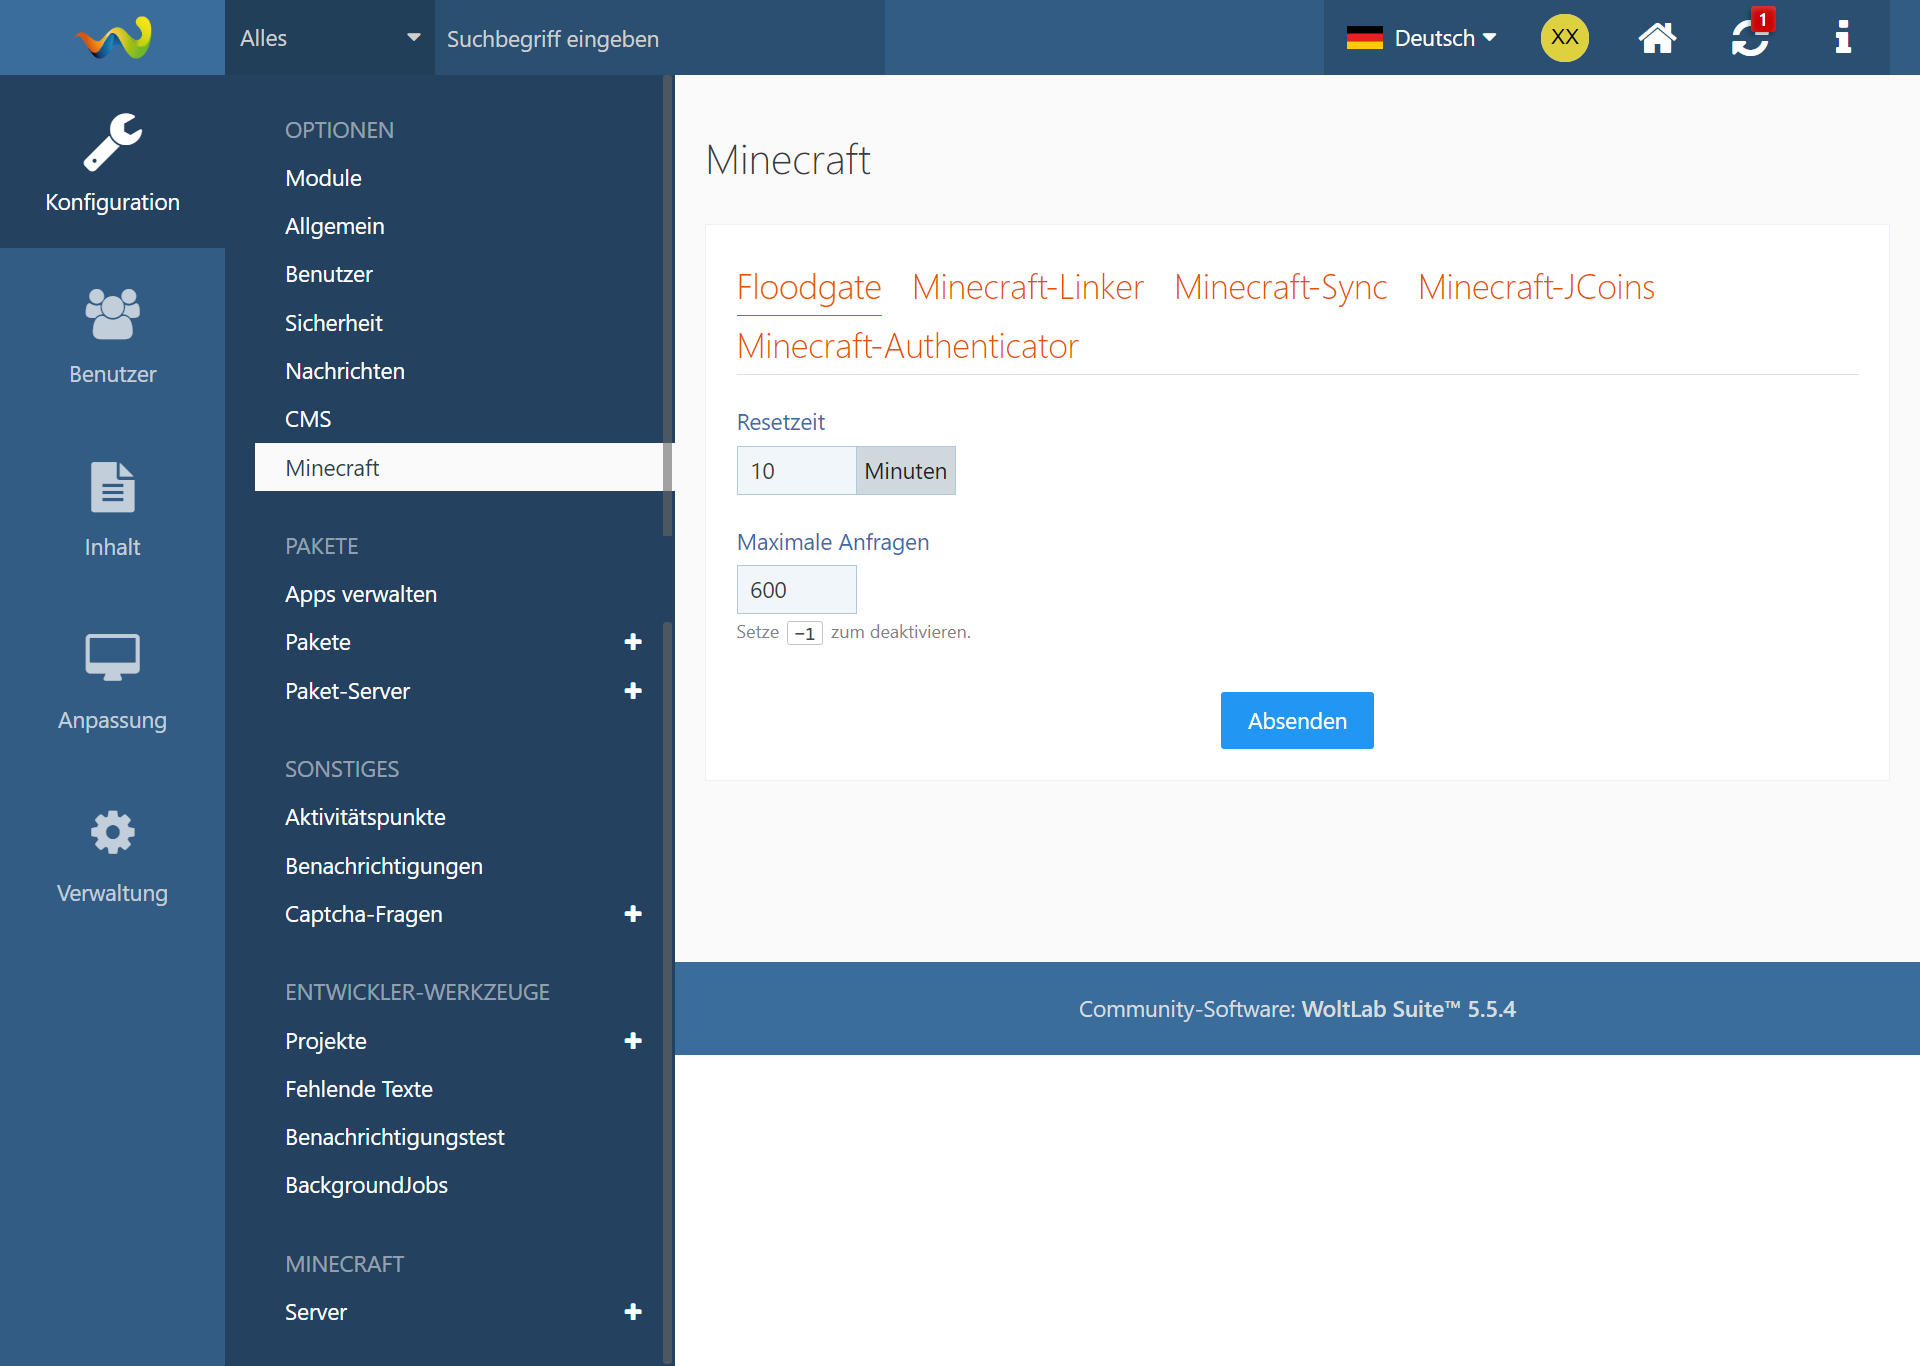 Alles
Suchbegriff eingeben
Deutsch
XX
1
Konfiguration
Benutzer
Inhalt
Anpassung
Verwaltung
OPTIONEN
Module
Allgemein
Benutzer
Sicherheit
Nachrichten
CMS
Minecraft
PAKETE
Apps verwalten
Pakete
Paket-Server
SONSTIGES
Aktivitätspunkte
Benachrichtigungen
Captcha-Fragen
ENTWICKLER-WERKZEUGE
Projekte
Fehlende Texte
Benachrichtigungstest
BackgroundJobs
MINECRAFT
Server
Minecraft
Floodgate Minecraft-Linker Minecraft-Sync Minecraft-JCoins
Minecraft-Authenticator
Resetzeit
10 Minuten
Maximale Anfragen
600
Setze -1 zum deaktivieren.
Absenden
Community-Software: WoltLab Suite™ 5.5.4